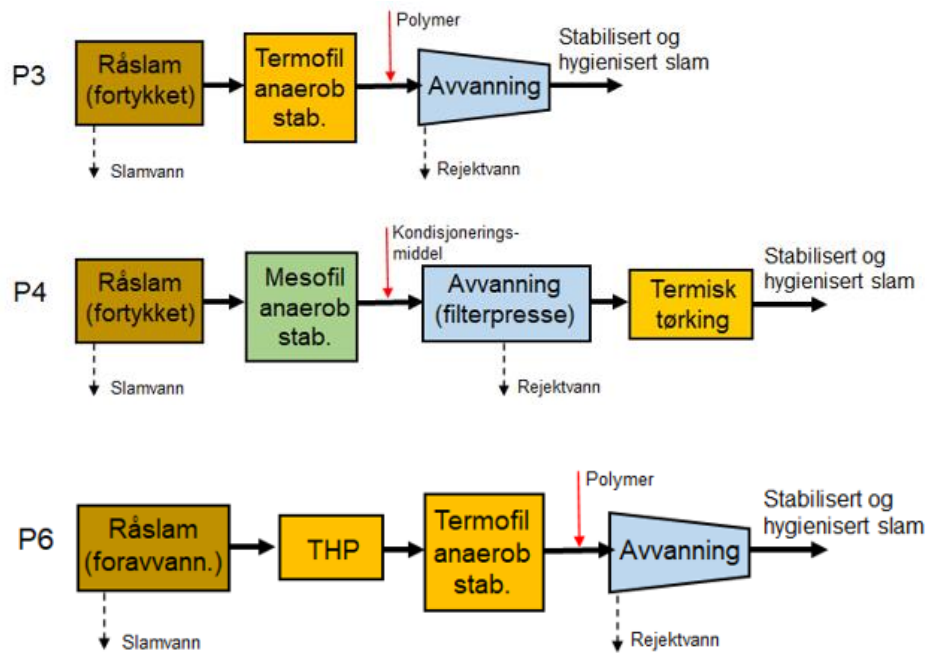 P3
Råslam
(fortykket)
Slamvann
Termofil
anaerob
stab.
Polymer
Avvanning
Rejektvann
Stabilisert og
hygienisert slam
P4
Råslam
(fortykket)
Slamvann
Mesofil
anaerob
stab.
Kondisjonerings-
middel
Avvanning
(filterpresse)
Rejektvann
Termisk
tørking
Stabilisert og
hygienisert slam
P6
Råslam
(foravvann.)
Slamvann
THP
Termofil
anaerob
stab.
Polymer
Avvanning
Rejektvann
Stabilisert og
hygienisert slam